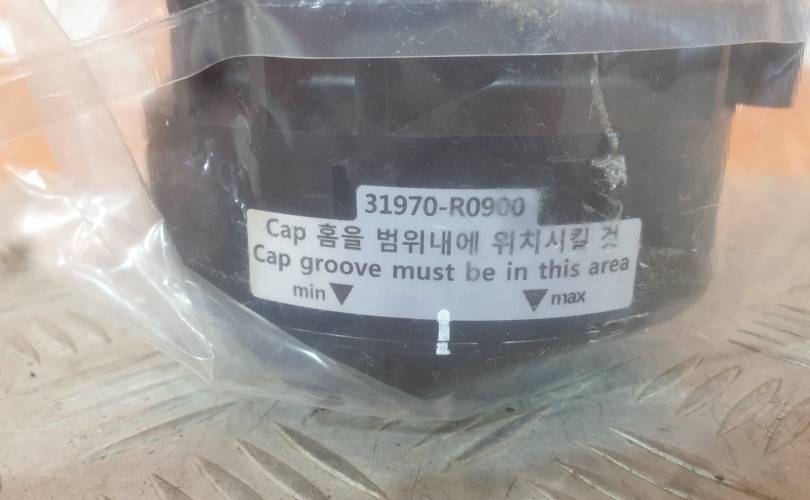 31970-R0900
Cap 홈을 범위내에 위치시킬 것
Cap groove must be in this area
min▼ ▼max